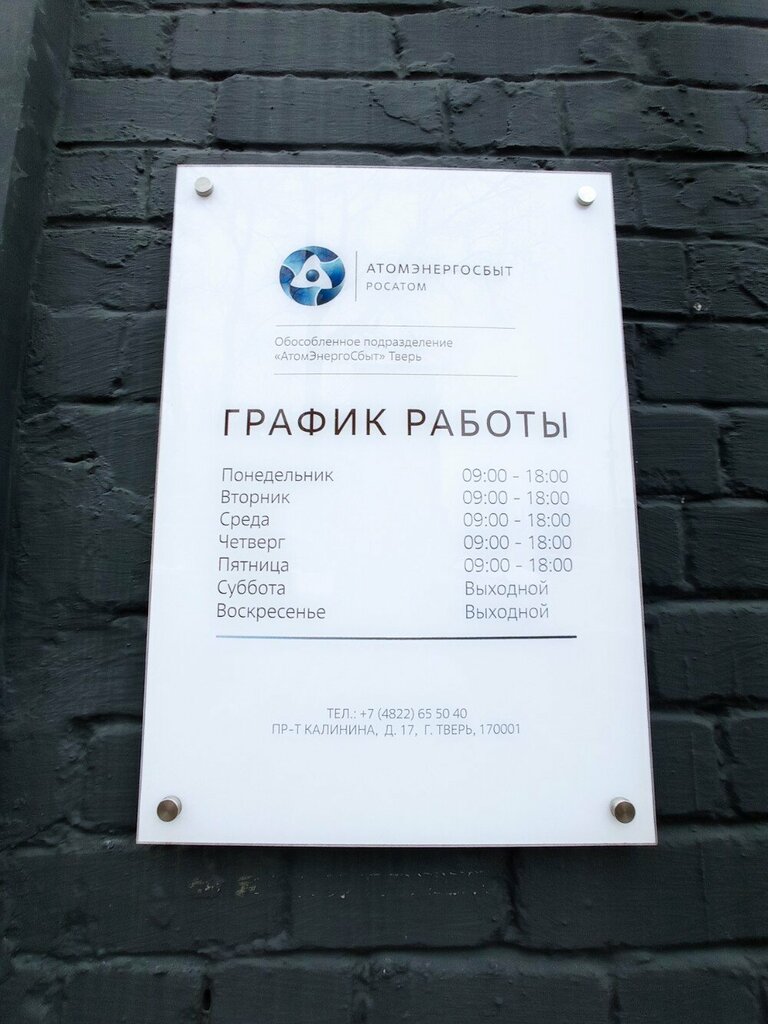 АТОМЭНЕРГОСБЫТ
РОСАТОМ
Обособленное подразделение
«АтомЭнергоСбыт» Тверь
ГРАФИК РАБОТЫ
Понедельник 09:00 - 18:00
Вторник 09:00 - 18:00
Среда 09:00 - 18:00
Четверг 09:00 - 18:00
Пятница 09:00 - 18:00
Суббота Выходной
Воскресенье Выходной
ТЕЛ.: +7 (4822) 65 50 40
ПР-Т КАЛИНИНА, Д. 17, Г. ТВЕРЬ, 170001